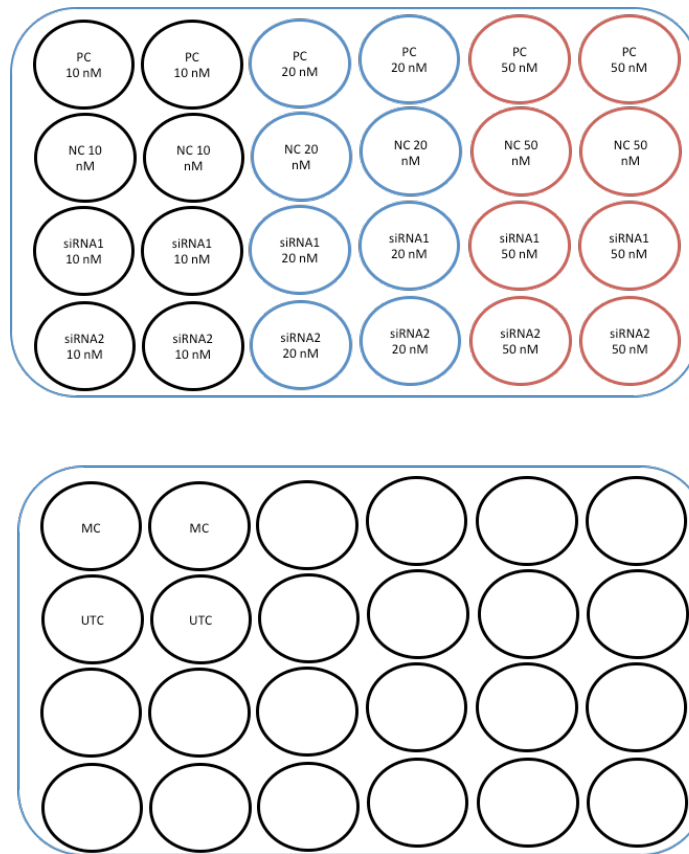 PC
10 nM
PC
10 nM
PC
20 nM
PC
20 nM
PC
50 nM
PC
50 nM
NC 10
nM
NC 10
nM
NC 20
nM
NC 20
nM
NC 50
nM
NC 50
nM
siRNA1
10 nM
siRNA1
10 nM
siRNA1
20 nM
siRNA1
20 nM
siRNA1
50 nM
siRNA1
50 nM
siRNA2
10 nM
siRNA2
10 nM
siRNA2
20 nM
siRNA2
20 nM
siRNA2
50 nM
siRNA2
50 nM
MC
MC
UTC
UTC